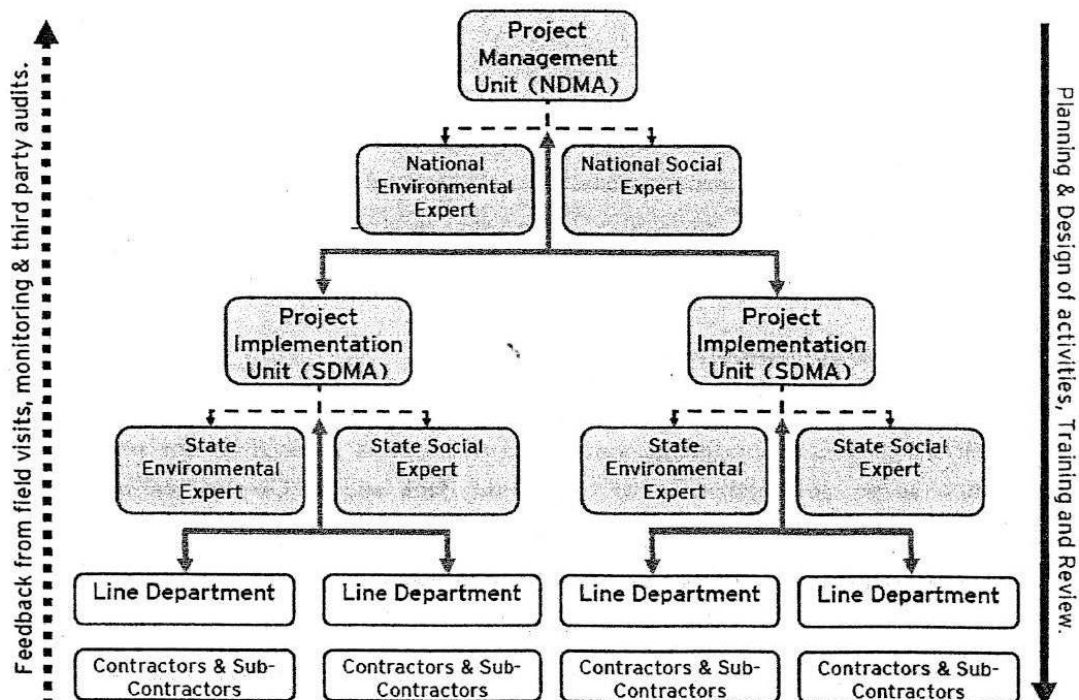 Feedback from field visits, monitoring & third party audits.
Project
Management
Unit (NDMA)
National
Environmental
Expert
National Social
Expert
Project
Implementation
Unit (SDMA)
Project
Implementation
Unit (SDMA)
State
Environmental
Expert
State Social
Expert
State
Environmental
Expert
State Social
Expert
Line Department
Line Department
Line Department
Line Department
Contractors & Sub-
Contractors
Contractors & Sub-
Contractors
Contractors & Sub-
Contractors
Contractors & Sub-
Contractors
Planning & Design of activities, Training and Review.